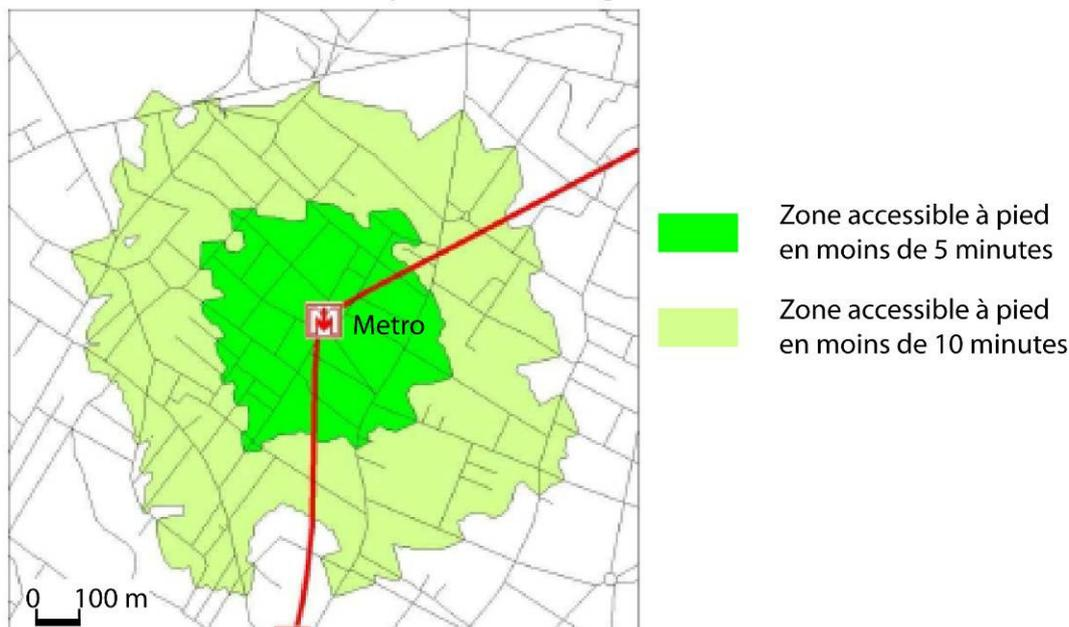 Zone accessible à pied
en moins de 5 minutes
Zone accessible à pied
en moins de 10 minutes
M Metro
0 100 m